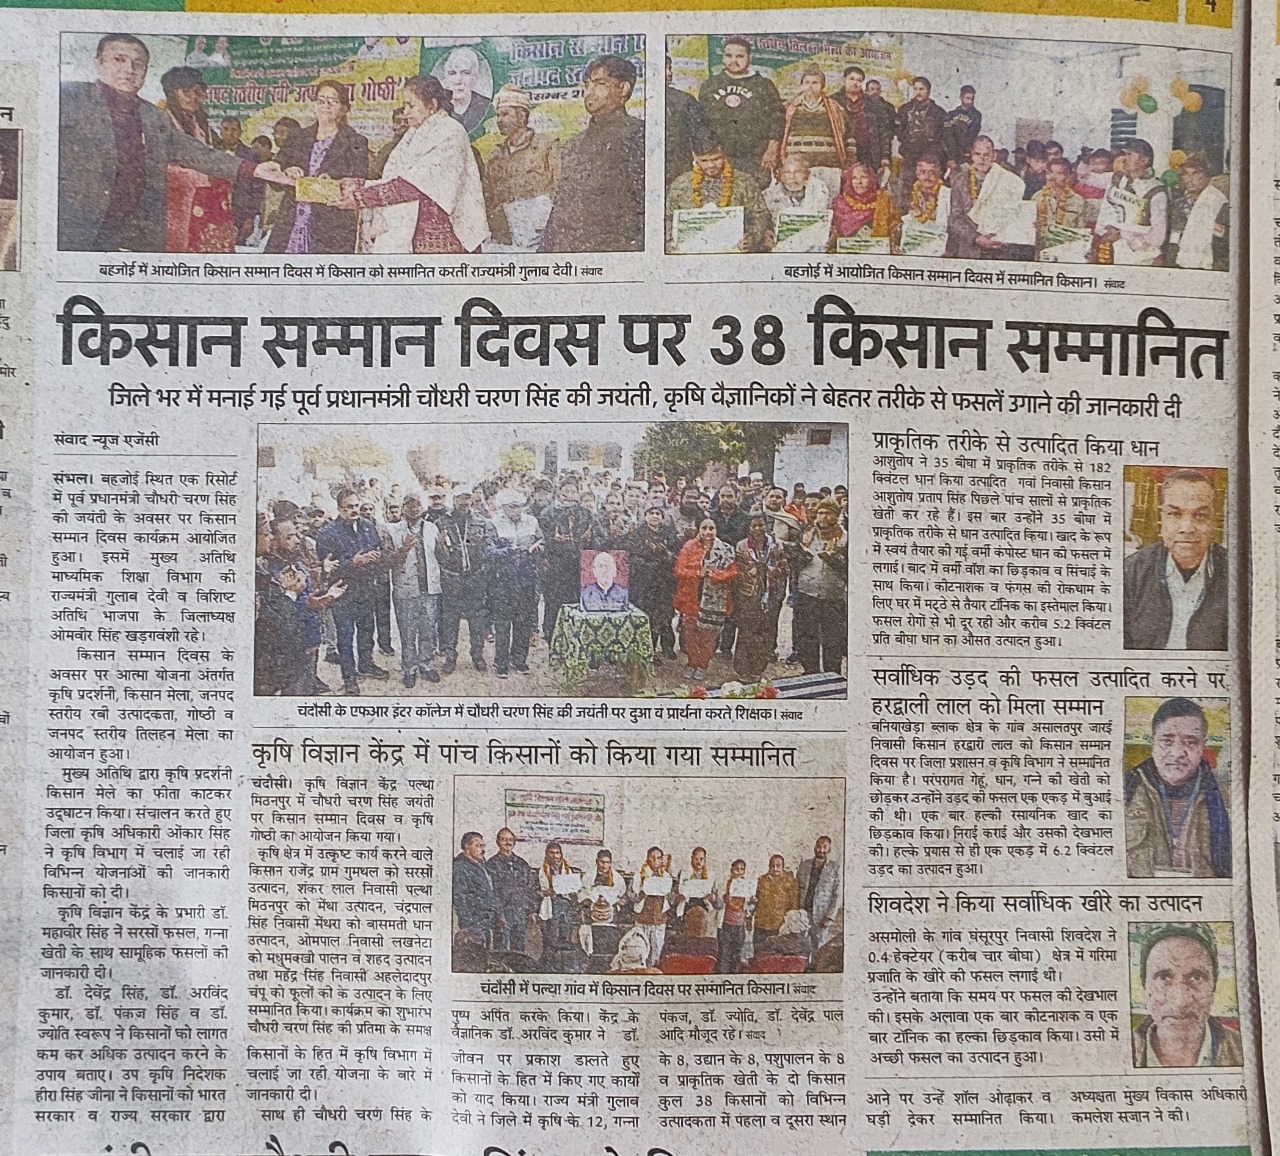 किसान सम्मान
जनपद स्तरीय रबी उत्पादकता गोष्ठी
बहजोई में आयोजित किसान सम्मान दिवस में किसान को सम्मानित करतीं राज्यमंत्री गुलाब देवी। संवाद
बहजोई में आयोजित किसान सम्मान दिवस में सम्मानित किसान। संवाद
किसान सम्मान दिवस पर 38 किसान सम्मानित
जिले भर में मनाई गई पूर्व प्रधानमंत्री चौधरी चरण सिंह की जयंती, कृषि वैज्ञानिकों ने बेहतर तरीके से फसलें उगाने की जानकारी दी
संवाद न्यूज एजेंसी
संभल। बहजोई स्थित एक रिसोर्ट
में पूर्व प्रधानमंत्री चौधरी चरण सिंह
की जयंती के अवसर पर किसान
सम्मान दिवस कार्यक्रम आयोजित
हुआ। इसमें मुख्य अतिथि
माध्यमिक शिक्षा विभाग की
राज्यमंत्री गुलाब देवी व विशिष्ट
अतिथि भाजपा के जिलाध्यक्ष
ओमवीर सिंह खड़गवंशी रहे।
किसान सम्मान दिवस के
अवसर पर आत्मा योजना अंतर्गत
कृषि प्रदर्शनी, किसान मेला, जनपद
स्तरीय रबी उत्पादकता, गोष्ठी व
जनपद स्तरीय तिलहन मेला का
आयोजन हुआ।
मुख्य अतिथि द्वारा कृषि प्रदर्शनी
किसान मेले का फीता काटकर
उद्घाटन किया। संचालन करते हुए
जिला कृषि अधिकारी ओंकार सिंह
ने कृषि विभाग में चलाई जा रही
विभिन्न योजनाओं की जानकारी
किसानों को दी।
कृषि विज्ञान केंद्र के प्रभारी डॉ.
महावीर सिंह ने सरसों फसल, गन्ना
खेती के साथ सामूहिक फसलों की
जानकारी दी।
डॉ. देवेंद्र सिंह, डॉ. अरविंद
कुमार, डॉ. पंकज सिंह व डॉ.
ज्योति स्वरूप ने किसानों को लागत
कम कर अधिक उत्पादन करने के
उपाय बताए। उप कृषि निदेशक
हीरा सिंह जीना ने किसानों को भारत
सरकार व राज्य सरकार द्वारा
चंदौसी के एफआर इंटर कॉलेज में चौधरी चरण सिंह की जयंती पर दुआ व प्रार्थना करते शिक्षक। संवाद
कृषि विज्ञान केंद्र में पांच किसानों को किया गया सम्मानित
चंदौसी। कृषि विज्ञान केंद्र पल्था
मिठनपुर में चौधरी चरण सिंह जयंती
पर किसान सम्मान दिवस व कृषि
गोष्ठी का आयोजन किया गया।
कृषि क्षेत्र में उत्कृष्ट कार्य करने वाले
किसान राजेंद्र ग्राम गुमथल को सरसों
उत्पादन, शंकर लाल निवासी पल्था
मिठनपुर को मेंथा उत्पादन, चंद्रपाल
सिंह निवासी मेंथरा को बासमती धान
उत्पादन, ओमपाल निवासी लखनेटा
को मधुमक्खी पालन व शहद उत्पादन
तथा महेंद्र सिंह निवासी अहलेदादपुर
चंपू को फूलों को के उत्पादन के लिए
सम्मानित किया। कार्यक्रम का शुभारंभ
चौधरी चरण सिंह की प्रतिमा के समक्ष
चंदौसी में पल्था गांव में किसान दिवस पर सम्मानित किसान। संवाद
पुष्प अर्पित करके किया। केंद्र के
वैज्ञानिक डॉ. अरविंद कुमार ने डॉ.
पंकज, डॉ. ज्योति, डॉ. देवेंद्र पाल
आदि मौजूद रहे। संवाद
किसानों के हित में कृषि विभाग में
चलाई जा रही योजना के बारे में
जानकारी दी।
साथ ही चौधरी चरण सिंह के
जीवन पर प्रकाश डालते हुए
किसानों के हित में किए गए कार्यों
को याद किया। राज्य मंत्री गुलाब
देवी ने जिले में कृषि के 12, गन्ना
के 8, उद्यान के 8, पशुपालन के 8
व प्राकृतिक खेती के दो किसान
कुल 38 किसानों को विभिन्न
उत्पादकता में पहला व दूसरा स्थान
आने पर उन्हें शॉल ओढ़ाकर व
घड़ी देकर सम्मानित किया।
अध्यक्षता मुख्य विकास अधिकारी
कमलेश सजान ने की।
प्राकृतिक तरीके से उत्पादित किया धान
आशुतोष ने 35 बीघा में प्राकृतिक तरीके से 182
क्विंटल धान किया उत्पादित गवां निवासी किसान
आशुतोष प्रताप सिंह पिछले पांच सालों से प्राकृतिक
खेती कर रहे हैं। इस बार उन्होंने 35 बीघा में
प्राकृतिक तरीके से धान उत्पादित किया। खाद के रूप
में स्वयं तैयार की गई वर्मी कंपोस्ट धान की फसल में
लगाई। बाद में वर्मी वॉश का छिड़काव व सिंचाई के
साथ किया। कीटनाशक व फंगस की रोकथाम के
लिए घर में मट्ठे से तैयार टॉनिक का इस्तेमाल किया।
फसल रोगों से भी दूर रही और करीब 5.2 क्विंटल
प्रति बीघा धान का औसत उत्पादन हुआ।
सर्वाधिक उड़द की फसल उत्पादित करने पर
हरद्वाली लाल को मिला सम्मान
बनियाखेड़ा ब्लाक क्षेत्र के गांव असालतपुर जारई
निवासी किसान हरद्वारी लाल को किसान सम्मान
दिवस पर जिला प्रशासन व कृषि विभाग ने सम्मानित
किया है। परंपरागत गेहूं, धान, गन्ने की खेती को
छोड़कर उन्होंने उड़द की फसल एक एकड़ में बुआई
की थी। एक बार हल्की रसायनिक खाद का
छिड़काव किया। निराई कराई और उसकी देखभाल
की। हल्के प्रयास से ही एक एकड़ में 6.2 क्विंटल
उड़द का उत्पादन हुआ।
शिवदेश ने किया सर्वाधिक खीरे का उत्पादन
असमोली के गांव घंसूरपुर निवासी शिवदेश ने
0.4 हेक्टेयर (करीब चार बीघा) क्षेत्र में गरिमा
प्रजाति के खीरे की फसल लगाई थी।
उन्होंने बताया कि समय पर फसल की देखभाल
की। इसके अलावा एक बार कीटनाशक व एक
बार टॉनिक का हल्का छिड़काव किया। उसी में
अच्छी फसल का उत्पादन हुआ।